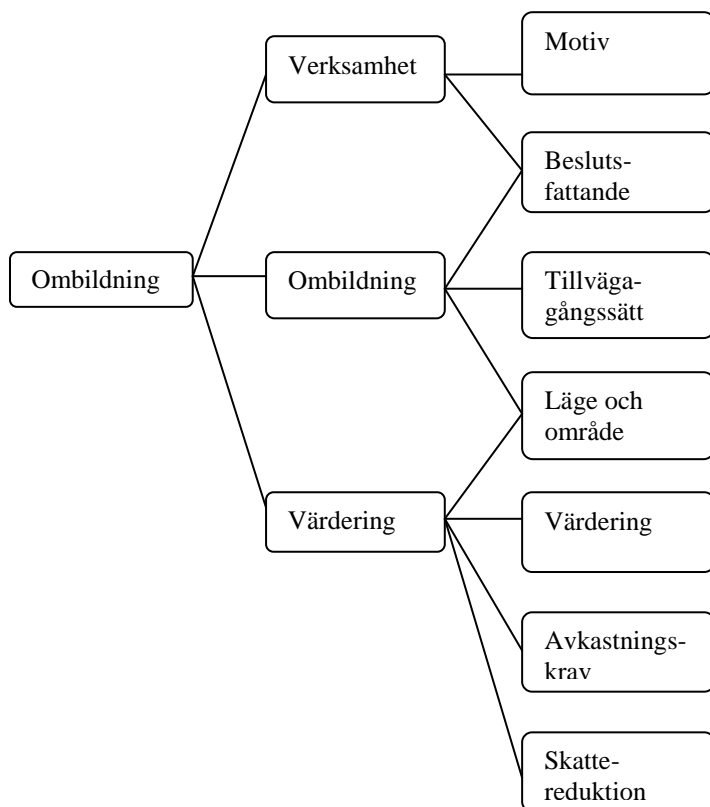 Verksamhet
Motiv
Besluts-
fattande
Ombildning
Ombildning
Tillväga-
gångssätt
Läge och
område
Värdering
Värdering
Avkastnings-
krav
Skatte-
reduktion